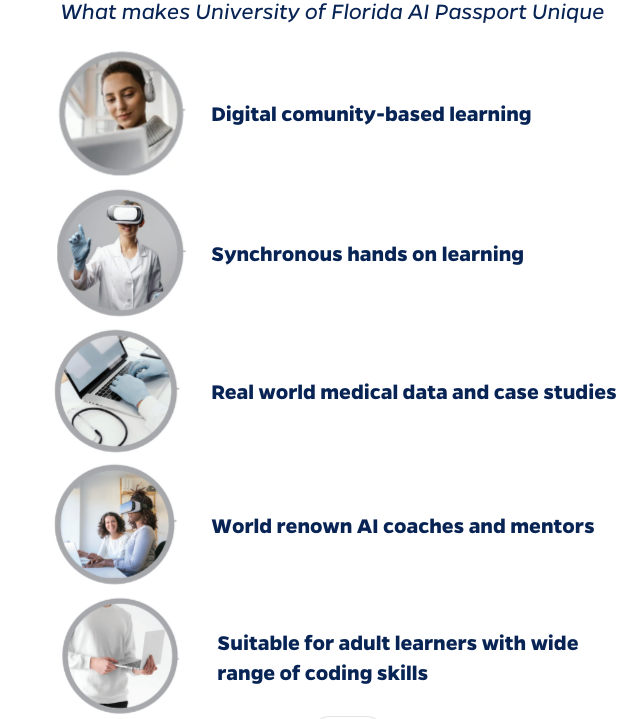 What makes University of Florida AI Passport Unique
Digital comunity-based learning
Synchronous hands on learning
Real world medical data and case studies
World renown AI coaches and mentors
Suitable for adult learners with wide
range of coding skills